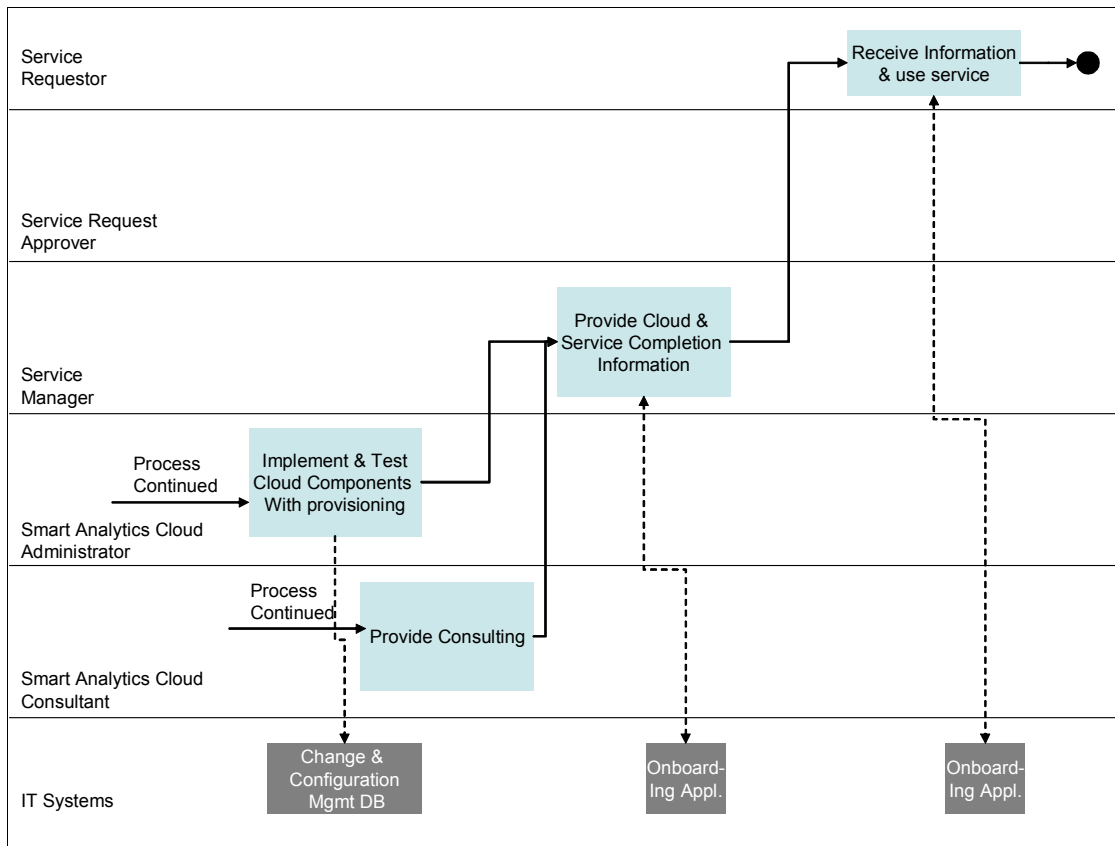 Service
Requestor
Receive Information
& use service
Service Request
Approver
Service
Manager
Provide Cloud &
Service Completion
Information
Process
Continued
Implement & Test
Cloud Components
With provisioning
Smart Analytics Cloud
Administrator
Process
Continued
Provide Consulting
Smart Analytics Cloud
Consultant
IT Systems
Change &
Configuration
Mgmt DB
Onboard-
Ing Appl.
Onboard-
Ing Appl.